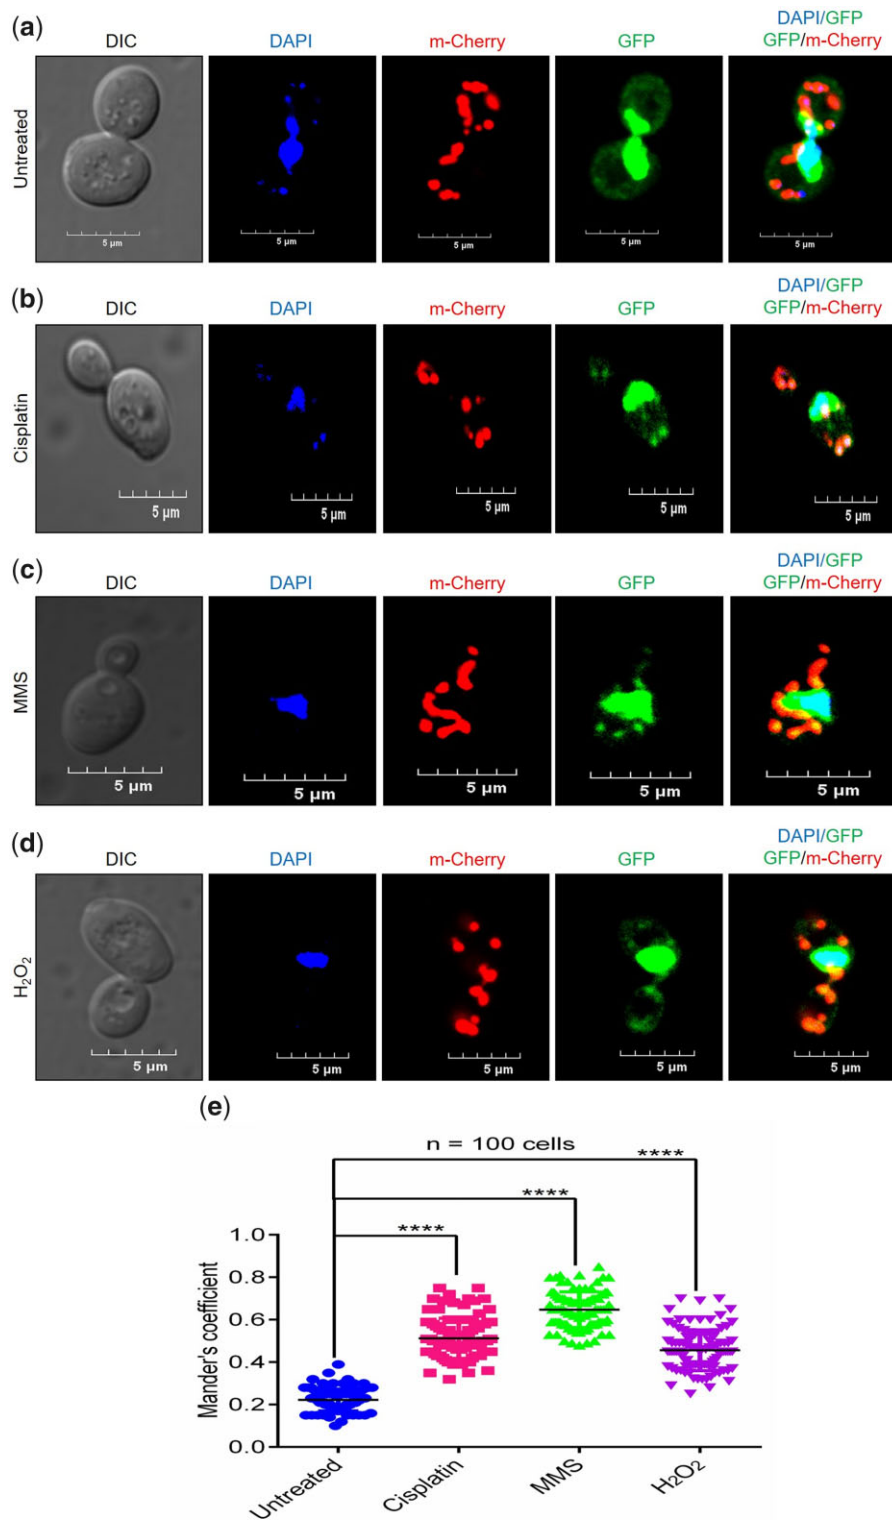 (a)
DIC DAPI m-Cherry GFP DAPI/GFP
GFP/m-Cherry
Untreated
5 µm 5 µm 5 µm 5 µm 5 µm
(b)
DIC DAPI m-Cherry GFP DAPI/GFP
GFP/m-Cherry
Cisplatin
5 µm 5 µm 5 µm 5 µm 5 µm
(c)
DIC DAPI m-Cherry GFP DAPI/GFP
GFP/m-Cherry
MMS
5 µm 5 µm 5 µm 5 µm 5 µm
(d)
DIC DAPI m-Cherry GFP DAPI/GFP
GFP/m-Cherry
H₂O₂
5 µm 5 µm 5 µm 5 µm 5 µm
(e)
n = 100 cells
****
****
****
Mander's coefficient
1.0
0.8
0.6
0.4
0.2
0.0
Untreated Cisplatin MMS H₂O₂